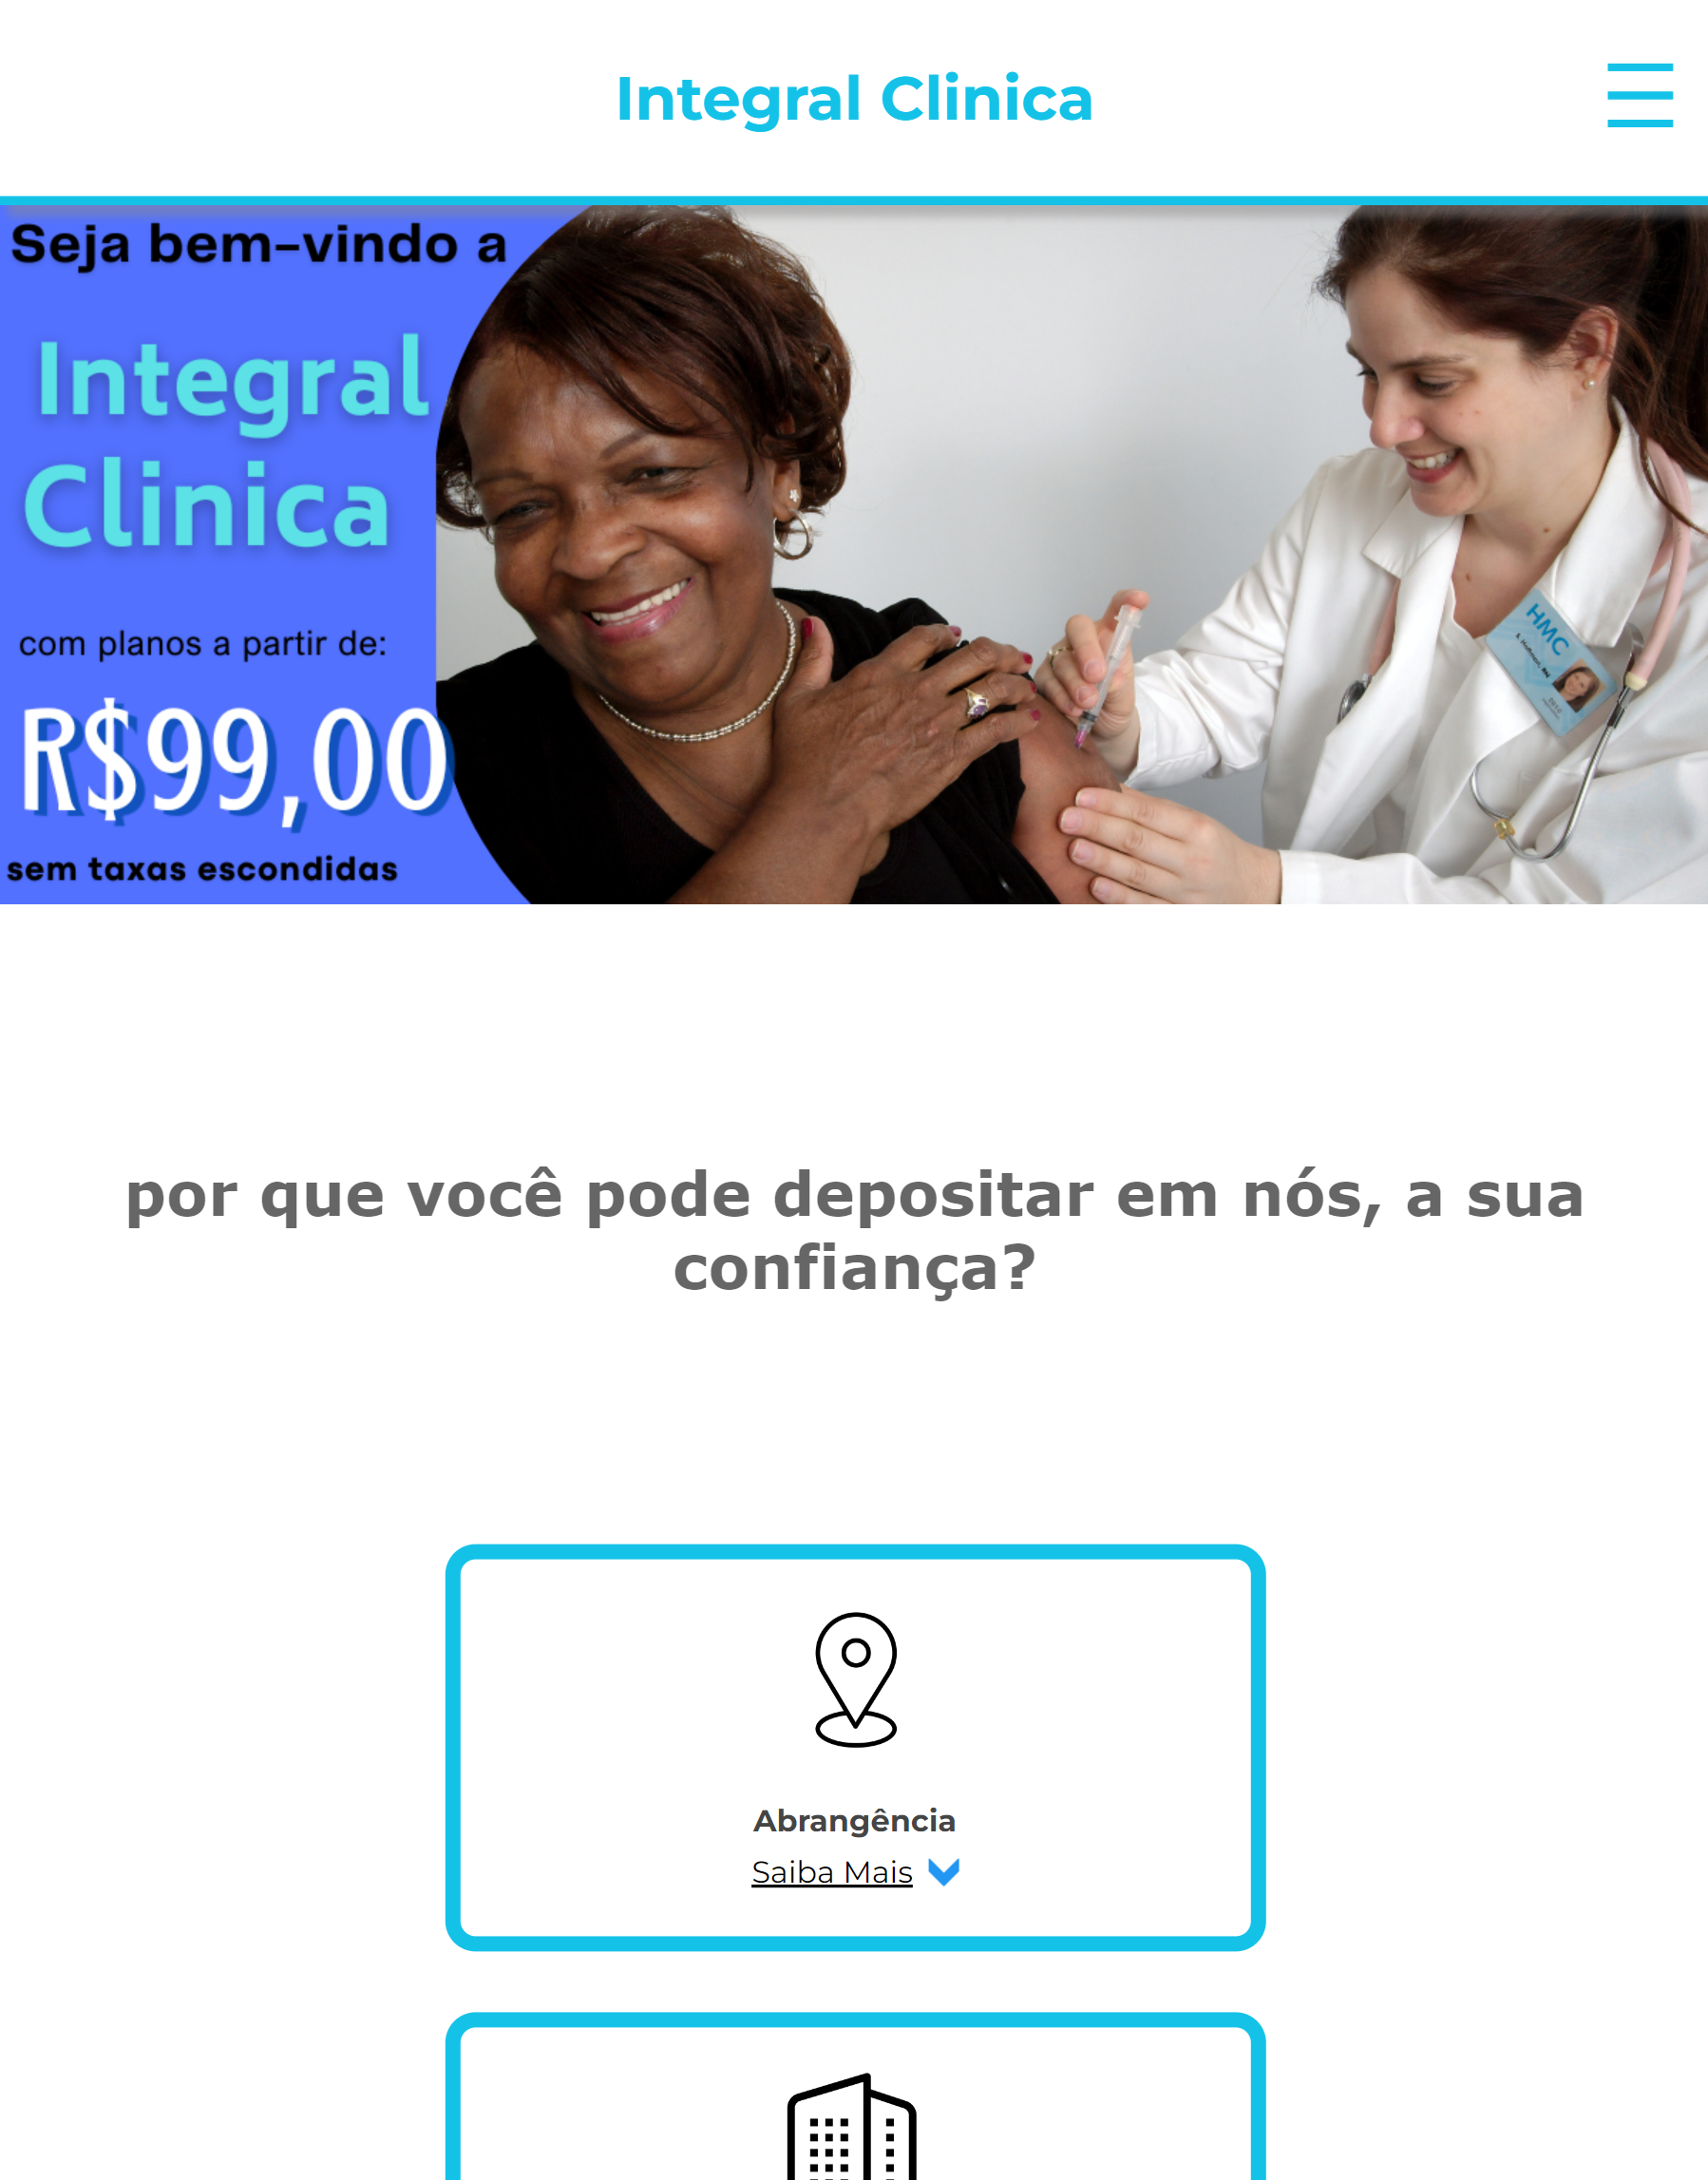 Integral Clinica
Seja bem-vindo a
Integral
Clinica
com planos a partir de:
R$99,00
sem taxas escondidas
HMC
por que você pode depositar em nós, a sua
confiança?
Abrangência
Saiba Mais